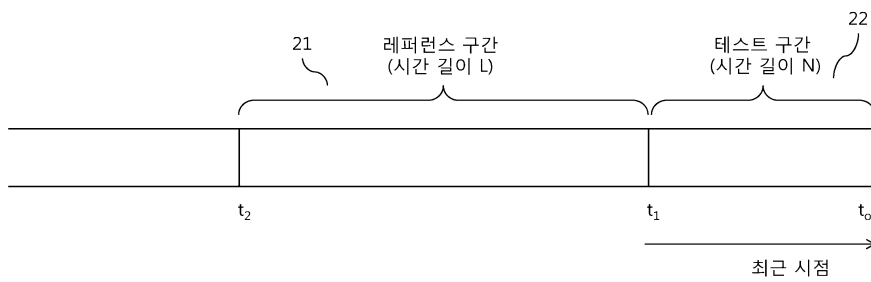 22
21
레퍼런스 구간
(시간 길이 L)
테스트 구간
(시간 길이 N)
t2
t1
to
최근 시점